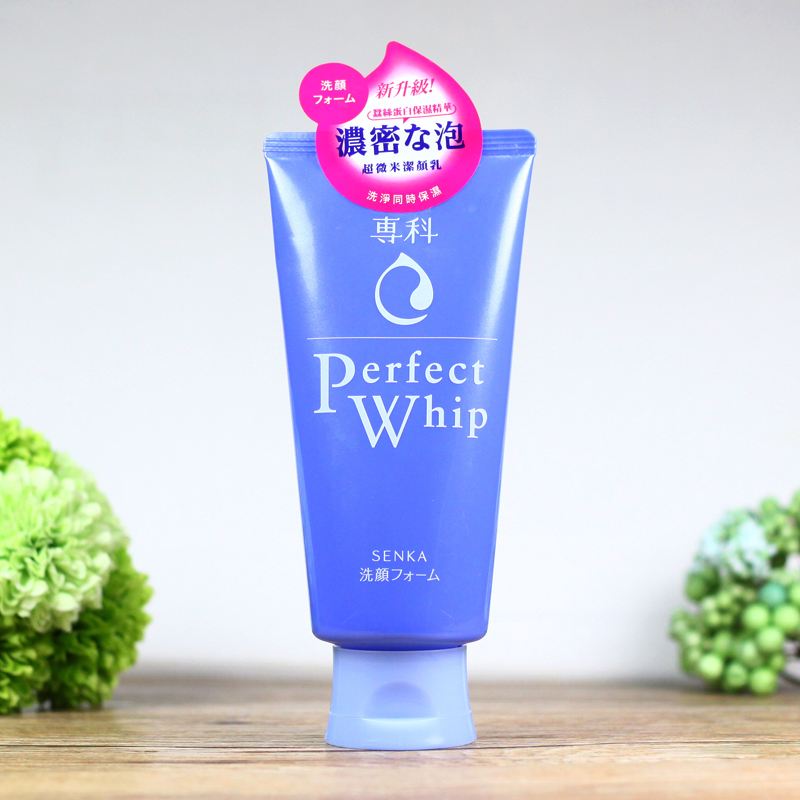 洗顔
フォーム
新升級!
蠶絲蛋白保濕精華
濃密な泡
超微米潔顏乳
洗淨同時保濕
専科
Perfect
Whip
SENKA
洗顔フォーム